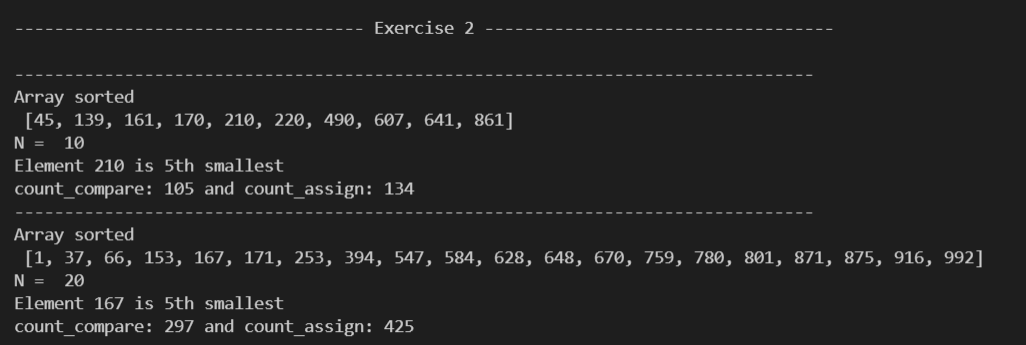 ----------------------------------- Exercise 2 -----------------------------------
--------------------------------------------------------------------------------
Array sorted
[45, 139, 161, 170, 210, 220, 490, 607, 641, 861]
N =  10
Element 210 is 5th smallest
count_compare: 105 and count_assign: 134
--------------------------------------------------------------------------------
Array sorted
[1, 37, 66, 153, 167, 171, 253, 394, 547, 584, 628, 648, 670, 759, 780, 801, 871, 875, 916, 992]
N =  20
Element 167 is 5th smallest
count_compare: 297 and count_assign: 425